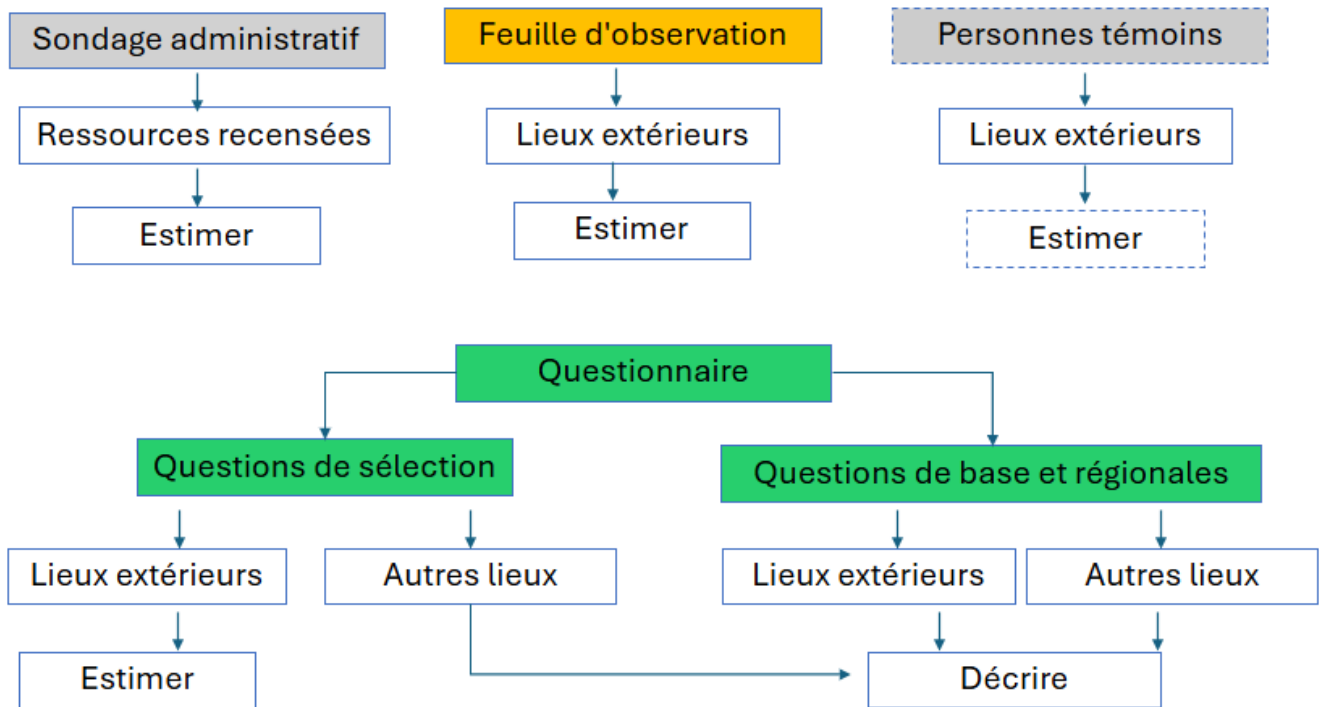 Sondage administratif
Feuille d'observation
Personnes témoins
Ressources recensées
Lieux extérieurs
Lieux extérieurs
Estimer
Estimer
Estimer
Questionnaire
Questions de sélection
Questions de base et régionales
Lieux extérieurs
Autres lieux
Lieux extérieurs
Autres lieux
Estimer
Décrire